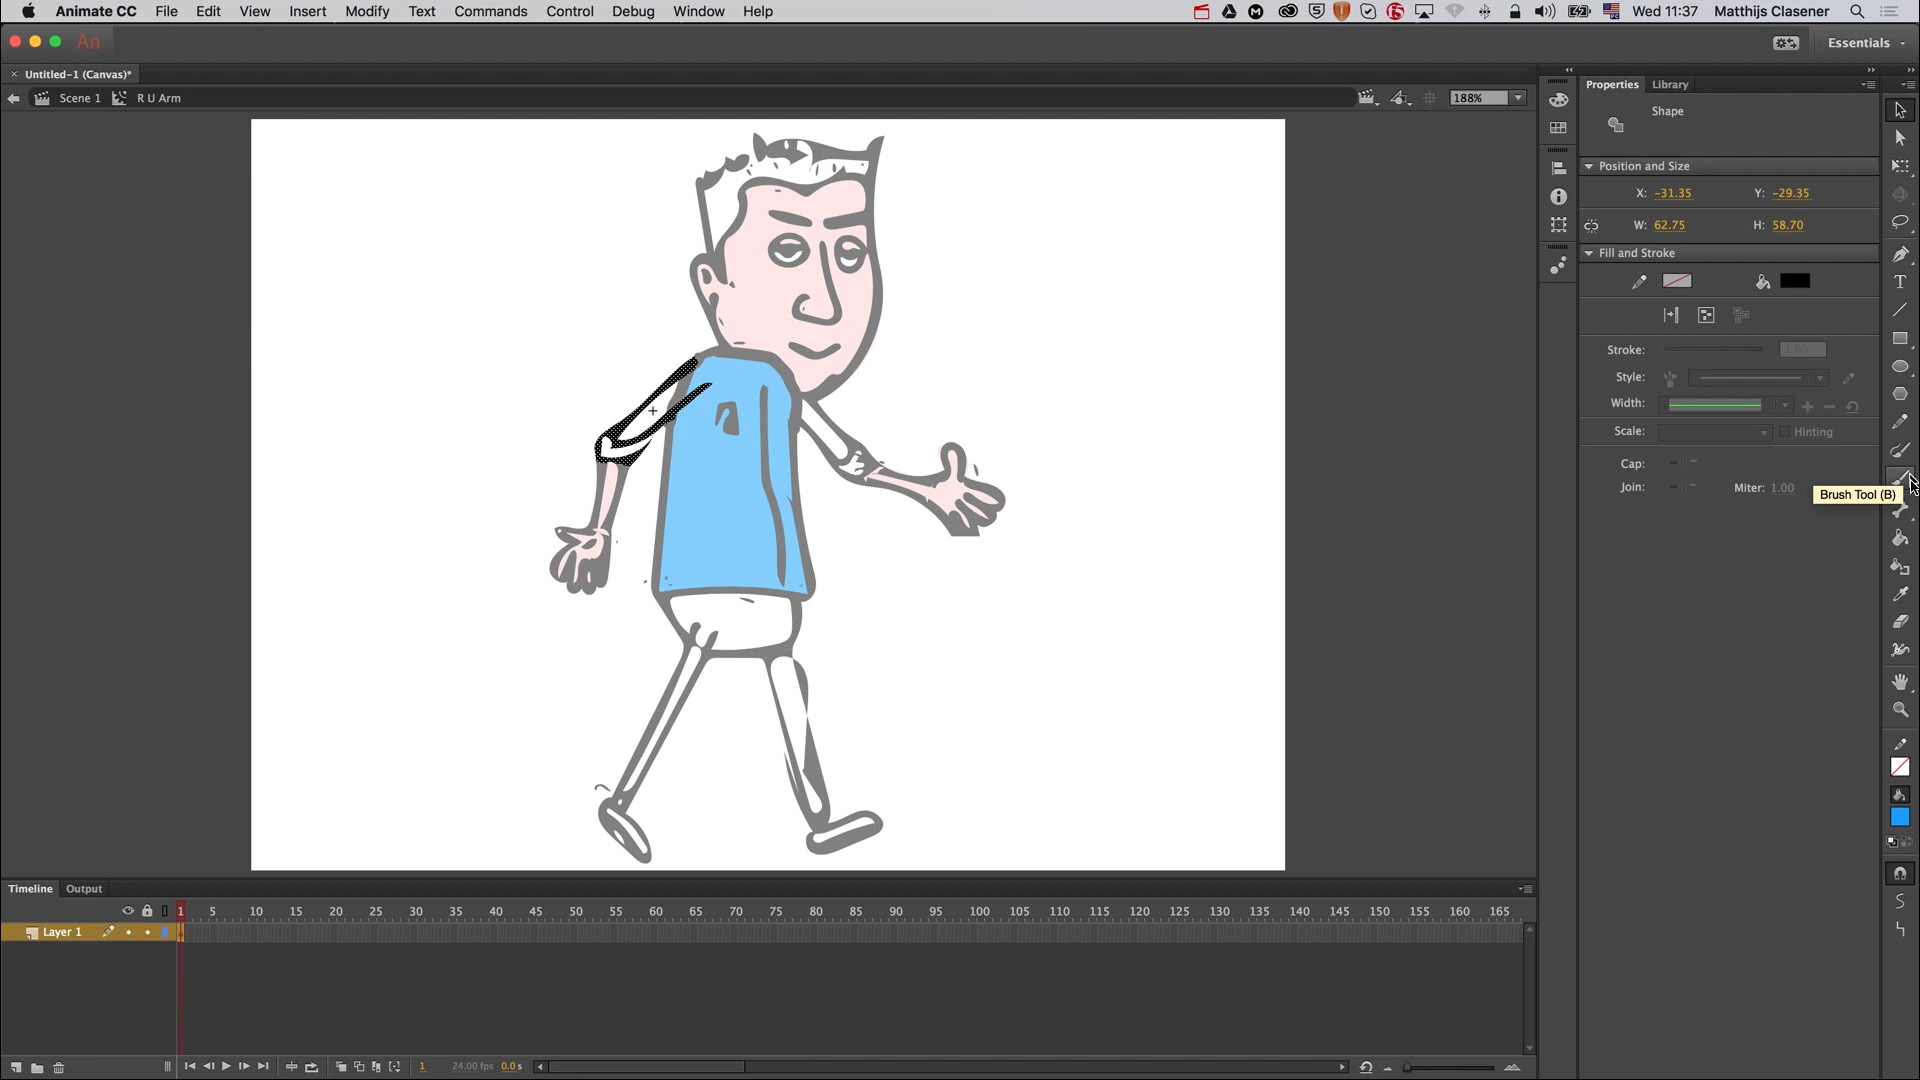 Animate CC File Edit View Insert Modify Text Commands Control Debug Window Help Wed 11:37 Matthijs Clasener
An Essentials
Untitled-1 (Canvas)*
Scene 1 R U Arm 188%
Properties Library
Shape
Position and Size
X: -31.35 Y: -29.35
W: 62.75 H: 58.70
Fill and Stroke
Stroke: 1.00
Style:
Width:
Scale: Hinting
Cap:
Join: Miter: 1.00
Brush Tool (B)
Timeline Output
1 5 10 15 20 25 30 35 40 45 50 55 60 65 70 75 80 85 90 95 100 105 110 115 120 125 130 135 140 145 150 155 160 165
Layer 1
1 24.00 fps 0.0 s